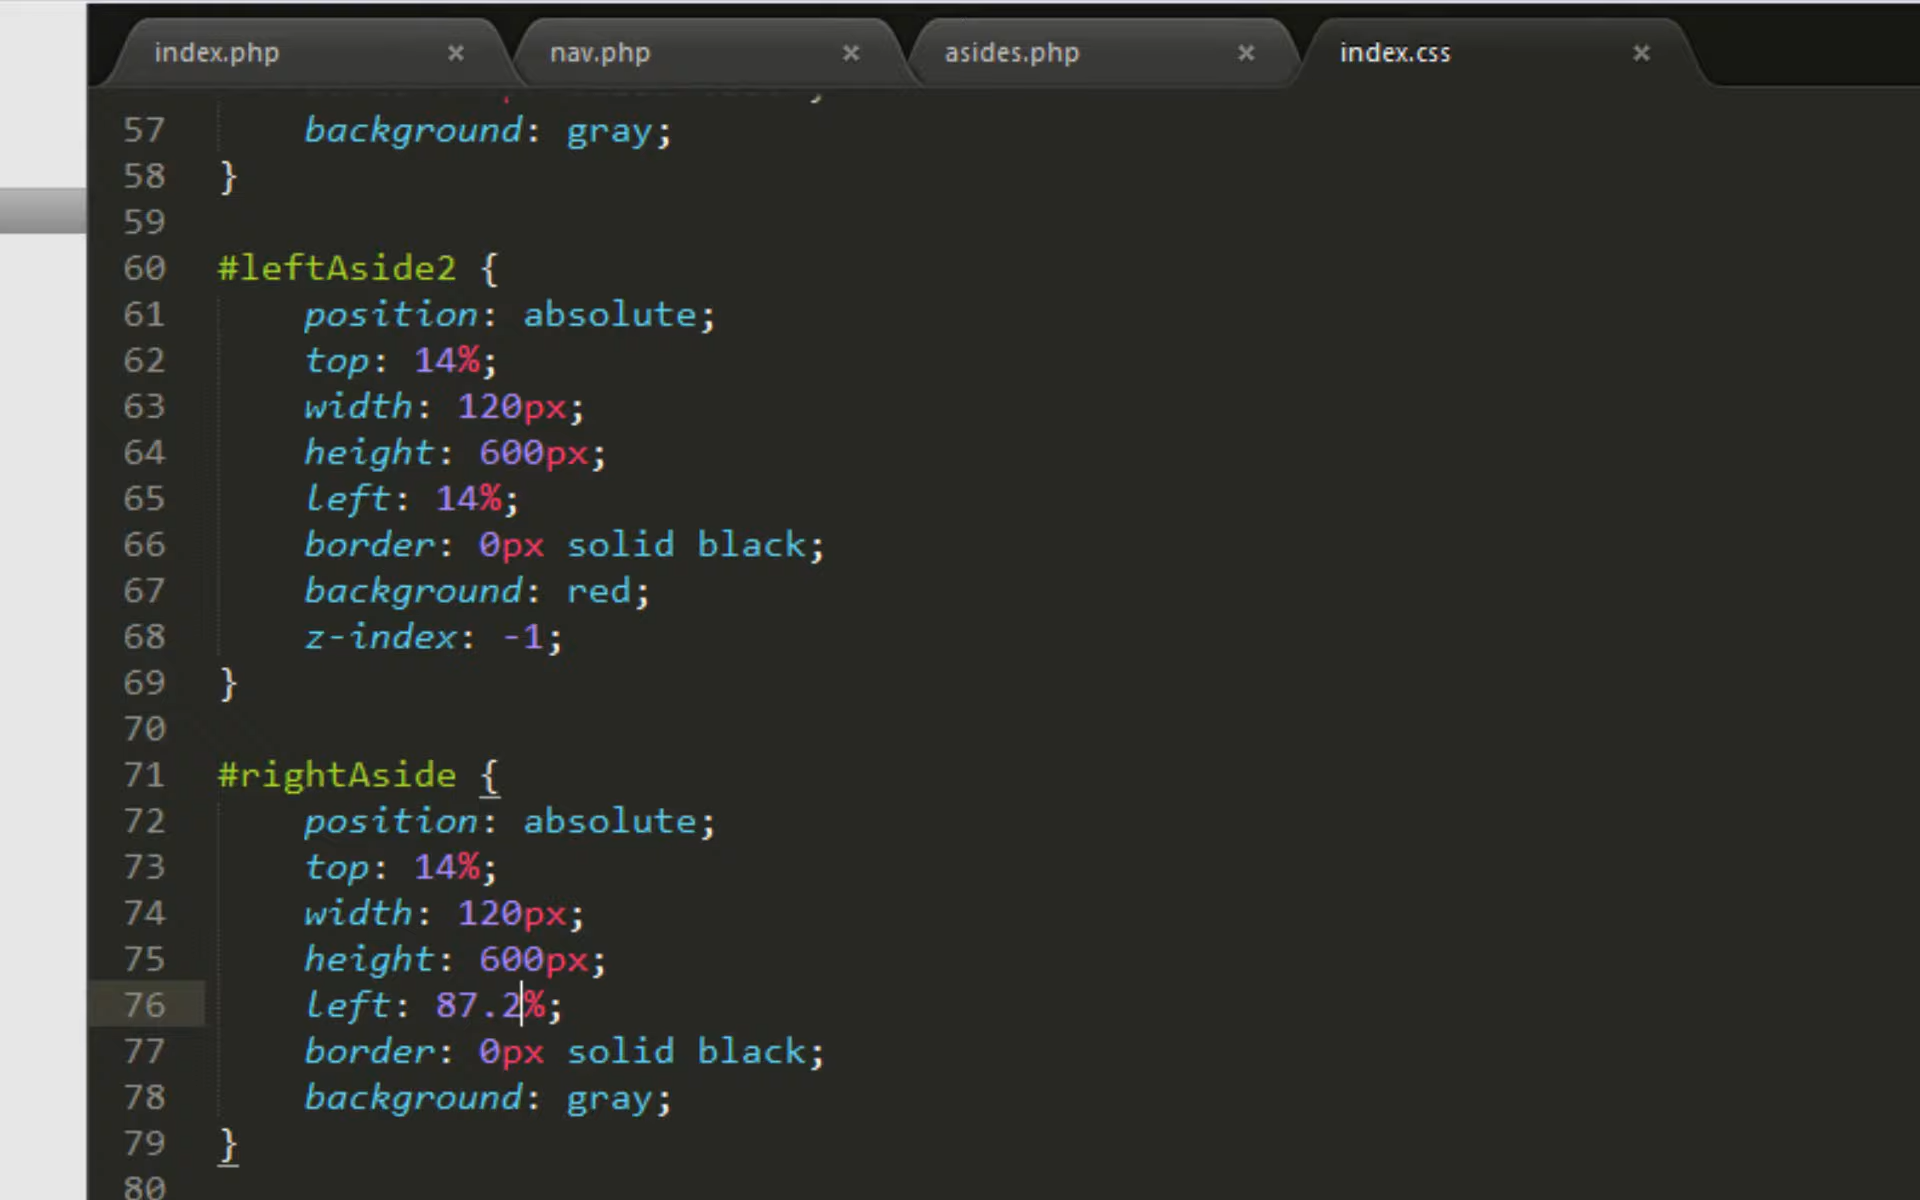 index.php × nav.php × asides.php × index.css ×
57 background: gray;
58 }
59
60 #leftAside2 {
61 position: absolute;
62 top: 14%;
63 width: 120px;
64 height: 600px;
65 left: 14%;
66 border: 0px solid black;
67 background: red;
68 z-index: -1;
69 }
70
71 #rightAside {
72 position: absolute;
73 top: 14%;
74 width: 120px;
75 height: 600px;
76 left: 87.2%;
77 border: 0px solid black;
78 background: gray;
79 }
80